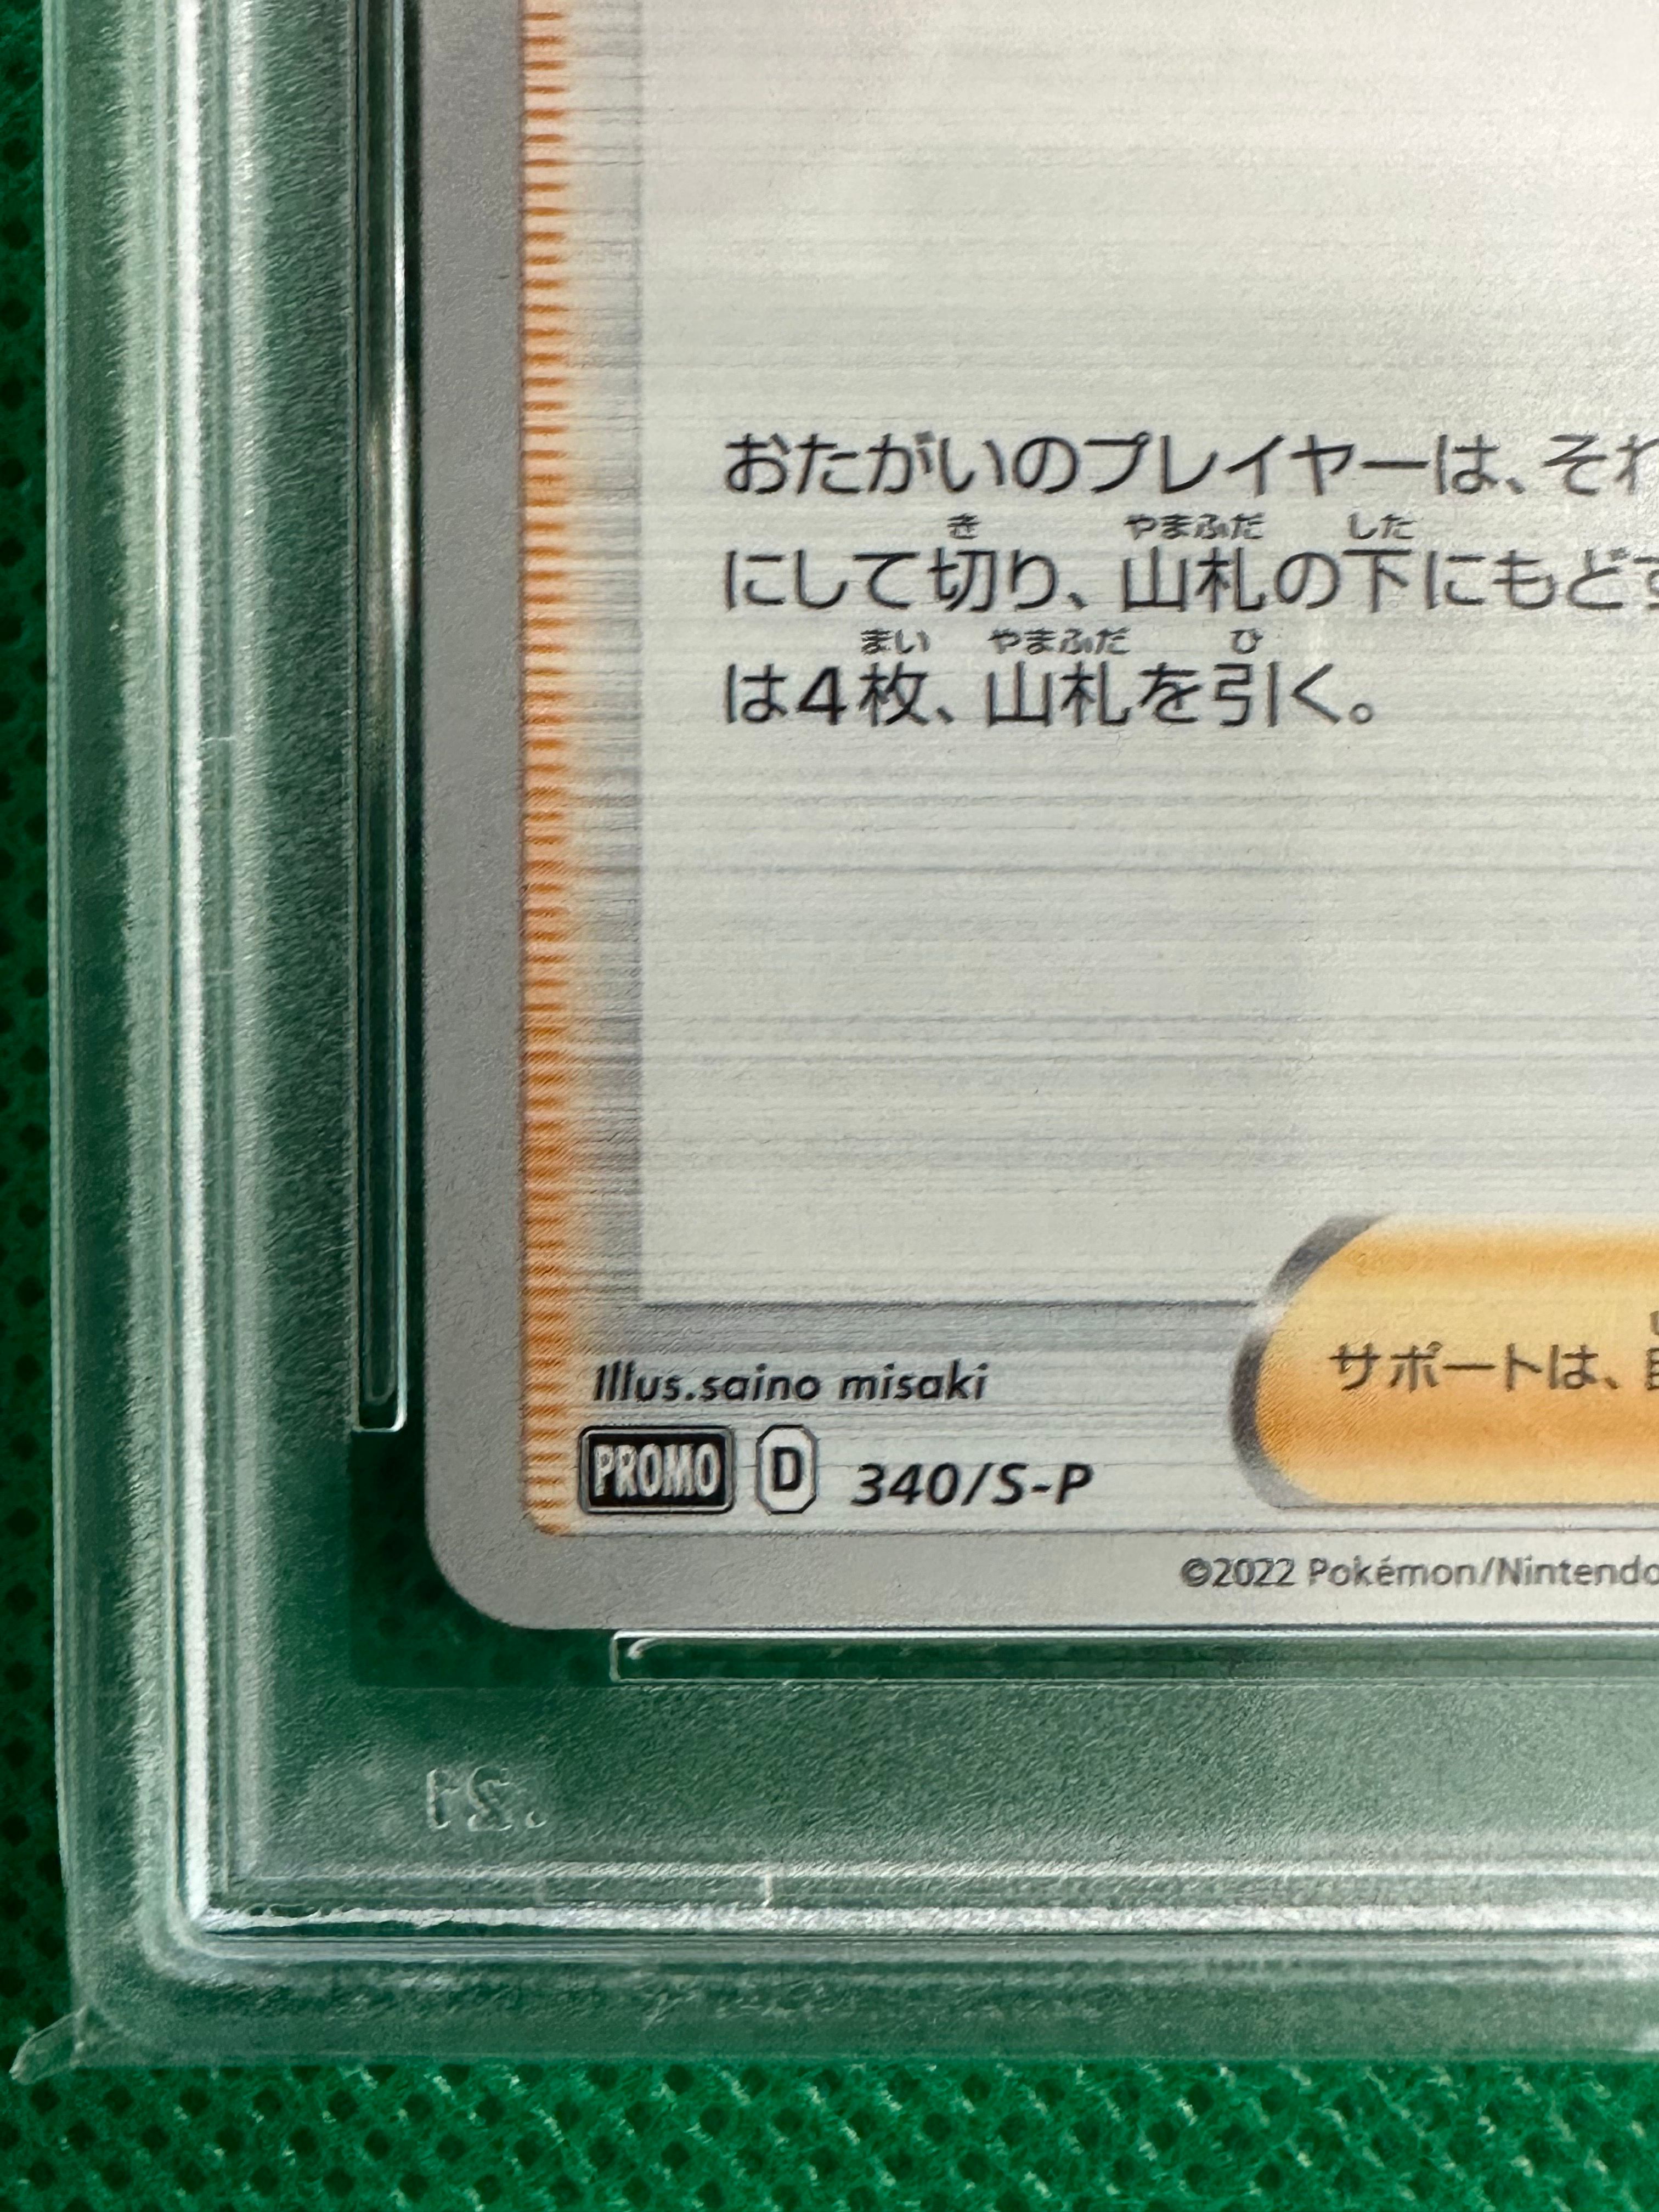 おたがいのプレイヤーは、それ
き やまふだ した
にして切り、山札の下にもどす
まい やまふだ ひ
は4枚、山札を引く。
サポートは、
Illus.saino misaki
PROMO D 340/S-P
©2022 Pokémon/Nintendo